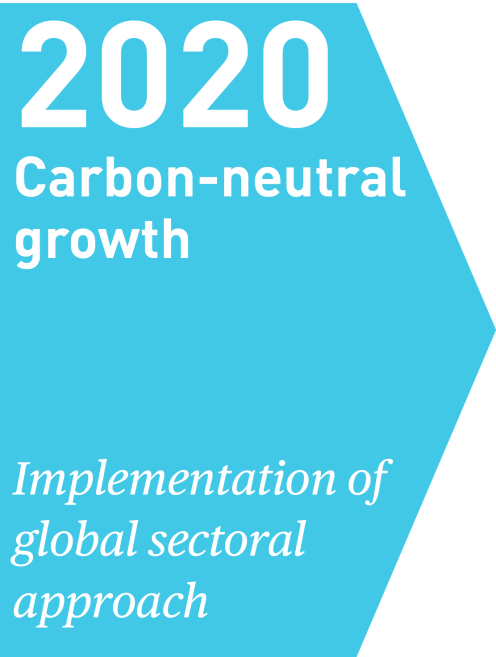 2020
Carbon-neutral
growth
Implementation of
global sectoral
approach